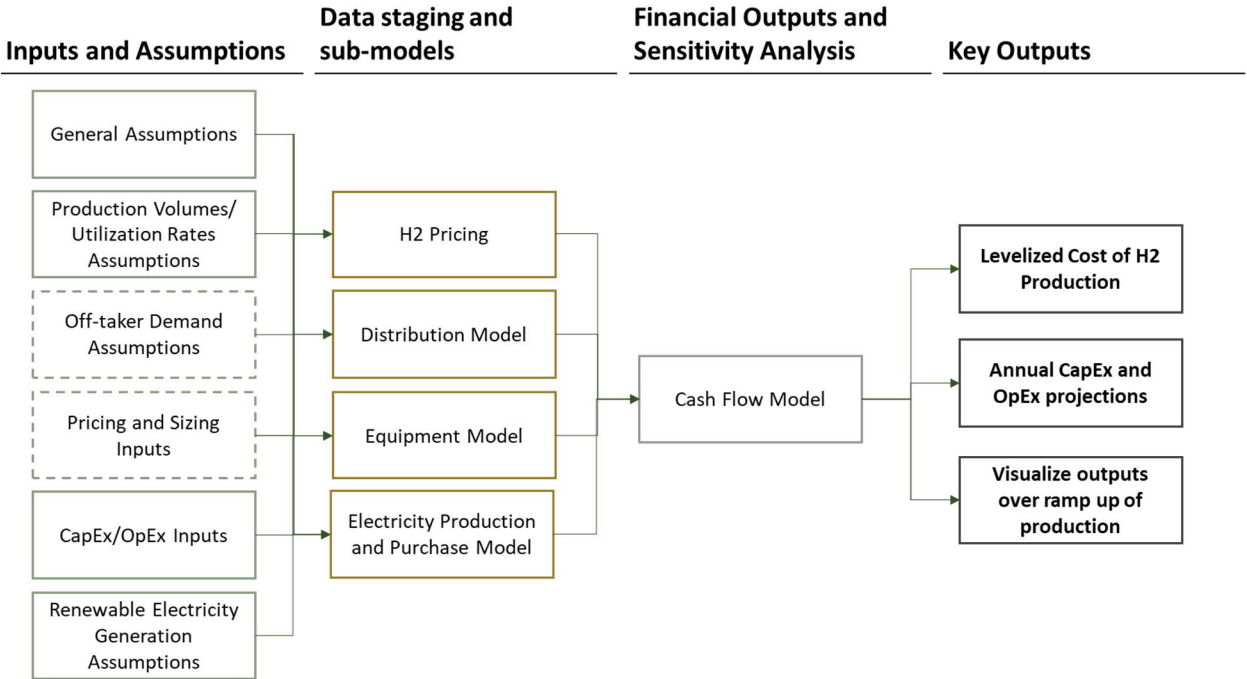 Inputs and Assumptions
Data staging and
sub-models
Financial Outputs and
Sensitivity Analysis
Key Outputs
General Assumptions
Production Volumes/
Utilization Rates
Assumptions
Off-taker Demand
Assumptions
Pricing and Sizing
Inputs
CapEx/OpEx Inputs
Renewable Electricity
Generation
Assumptions
H2 Pricing
Distribution Model
Equipment Model
Electricity Production
and Purchase Model
Cash Flow Model
Levelized Cost of H2
Production
Annual CapEx and
OpEx projections
Visualize outputs
over ramp up of
production